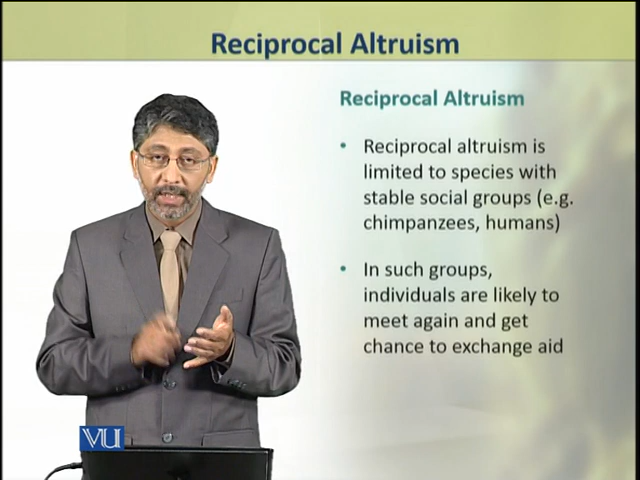 Reciprocal Altruism
Reciprocal Altruism
• Reciprocal altruism is
limited to species with
stable social groups (e.g.
chimpanzees, humans)
• In such groups,
individuals are likely to
meet again and get
chance to exchange aid
VU